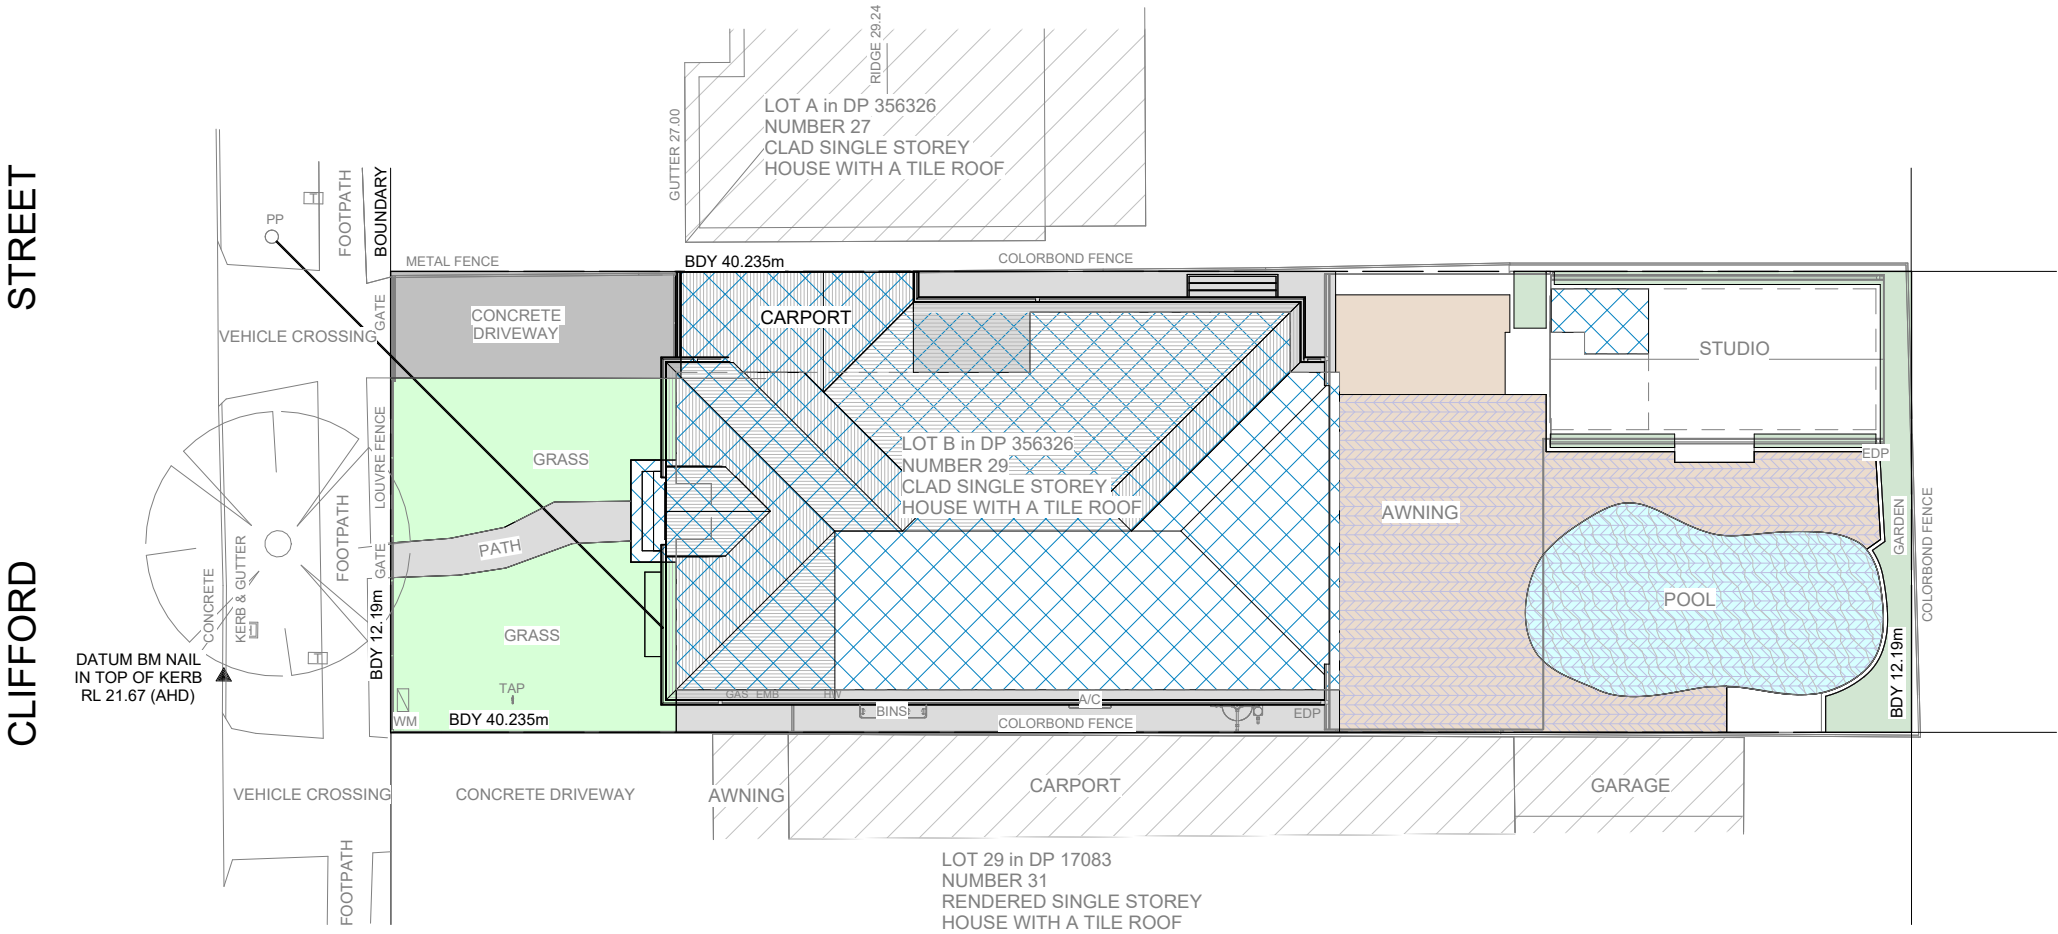 RIDGE 29.24
LOT A in DP 356326
NUMBER 27
CLAD SINGLE STOREY
HOUSE WITH A TILE ROOF
GUTTER 27.00
STREET
PP
FOOTPATH
BOUNDARY
METAL FENCE
BDY 40.235m
COLORBOND FENCE
GATE
VEHICLE CROSSING
CONCRETE
DRIVEWAY
CARPORT
STUDIO
LOUVRE FENCE
GRASS
LOT B in DP 356326
NUMBER 29
CLAD SINGLE STOREY
HOUSE WITH A TILE ROOF
EDP
AWNING
GARDEN
COLORBOND FENCE
FOOTPATH
GATE
PATH
CLIFFORD
CONCRETE
KERB & GUTTER
POOL
BDY 12.19m
GRASS
BDY 12.19m
DATUM BM NAIL
IN TOP OF KERB
RL 21.67 (AHD)
TAP
GAS
EMB
HW
A/C
WM
BDY 40.235m
BINS
COLORBOND FENCE
EDP
VEHICLE CROSSING
CONCRETE DRIVEWAY
AWNING
CARPORT
GARAGE
FOOTPATH
LOT 29 in DP 17083
NUMBER 31
RENDERED SINGLE STOREY
HOUSE WITH A TILE ROOF